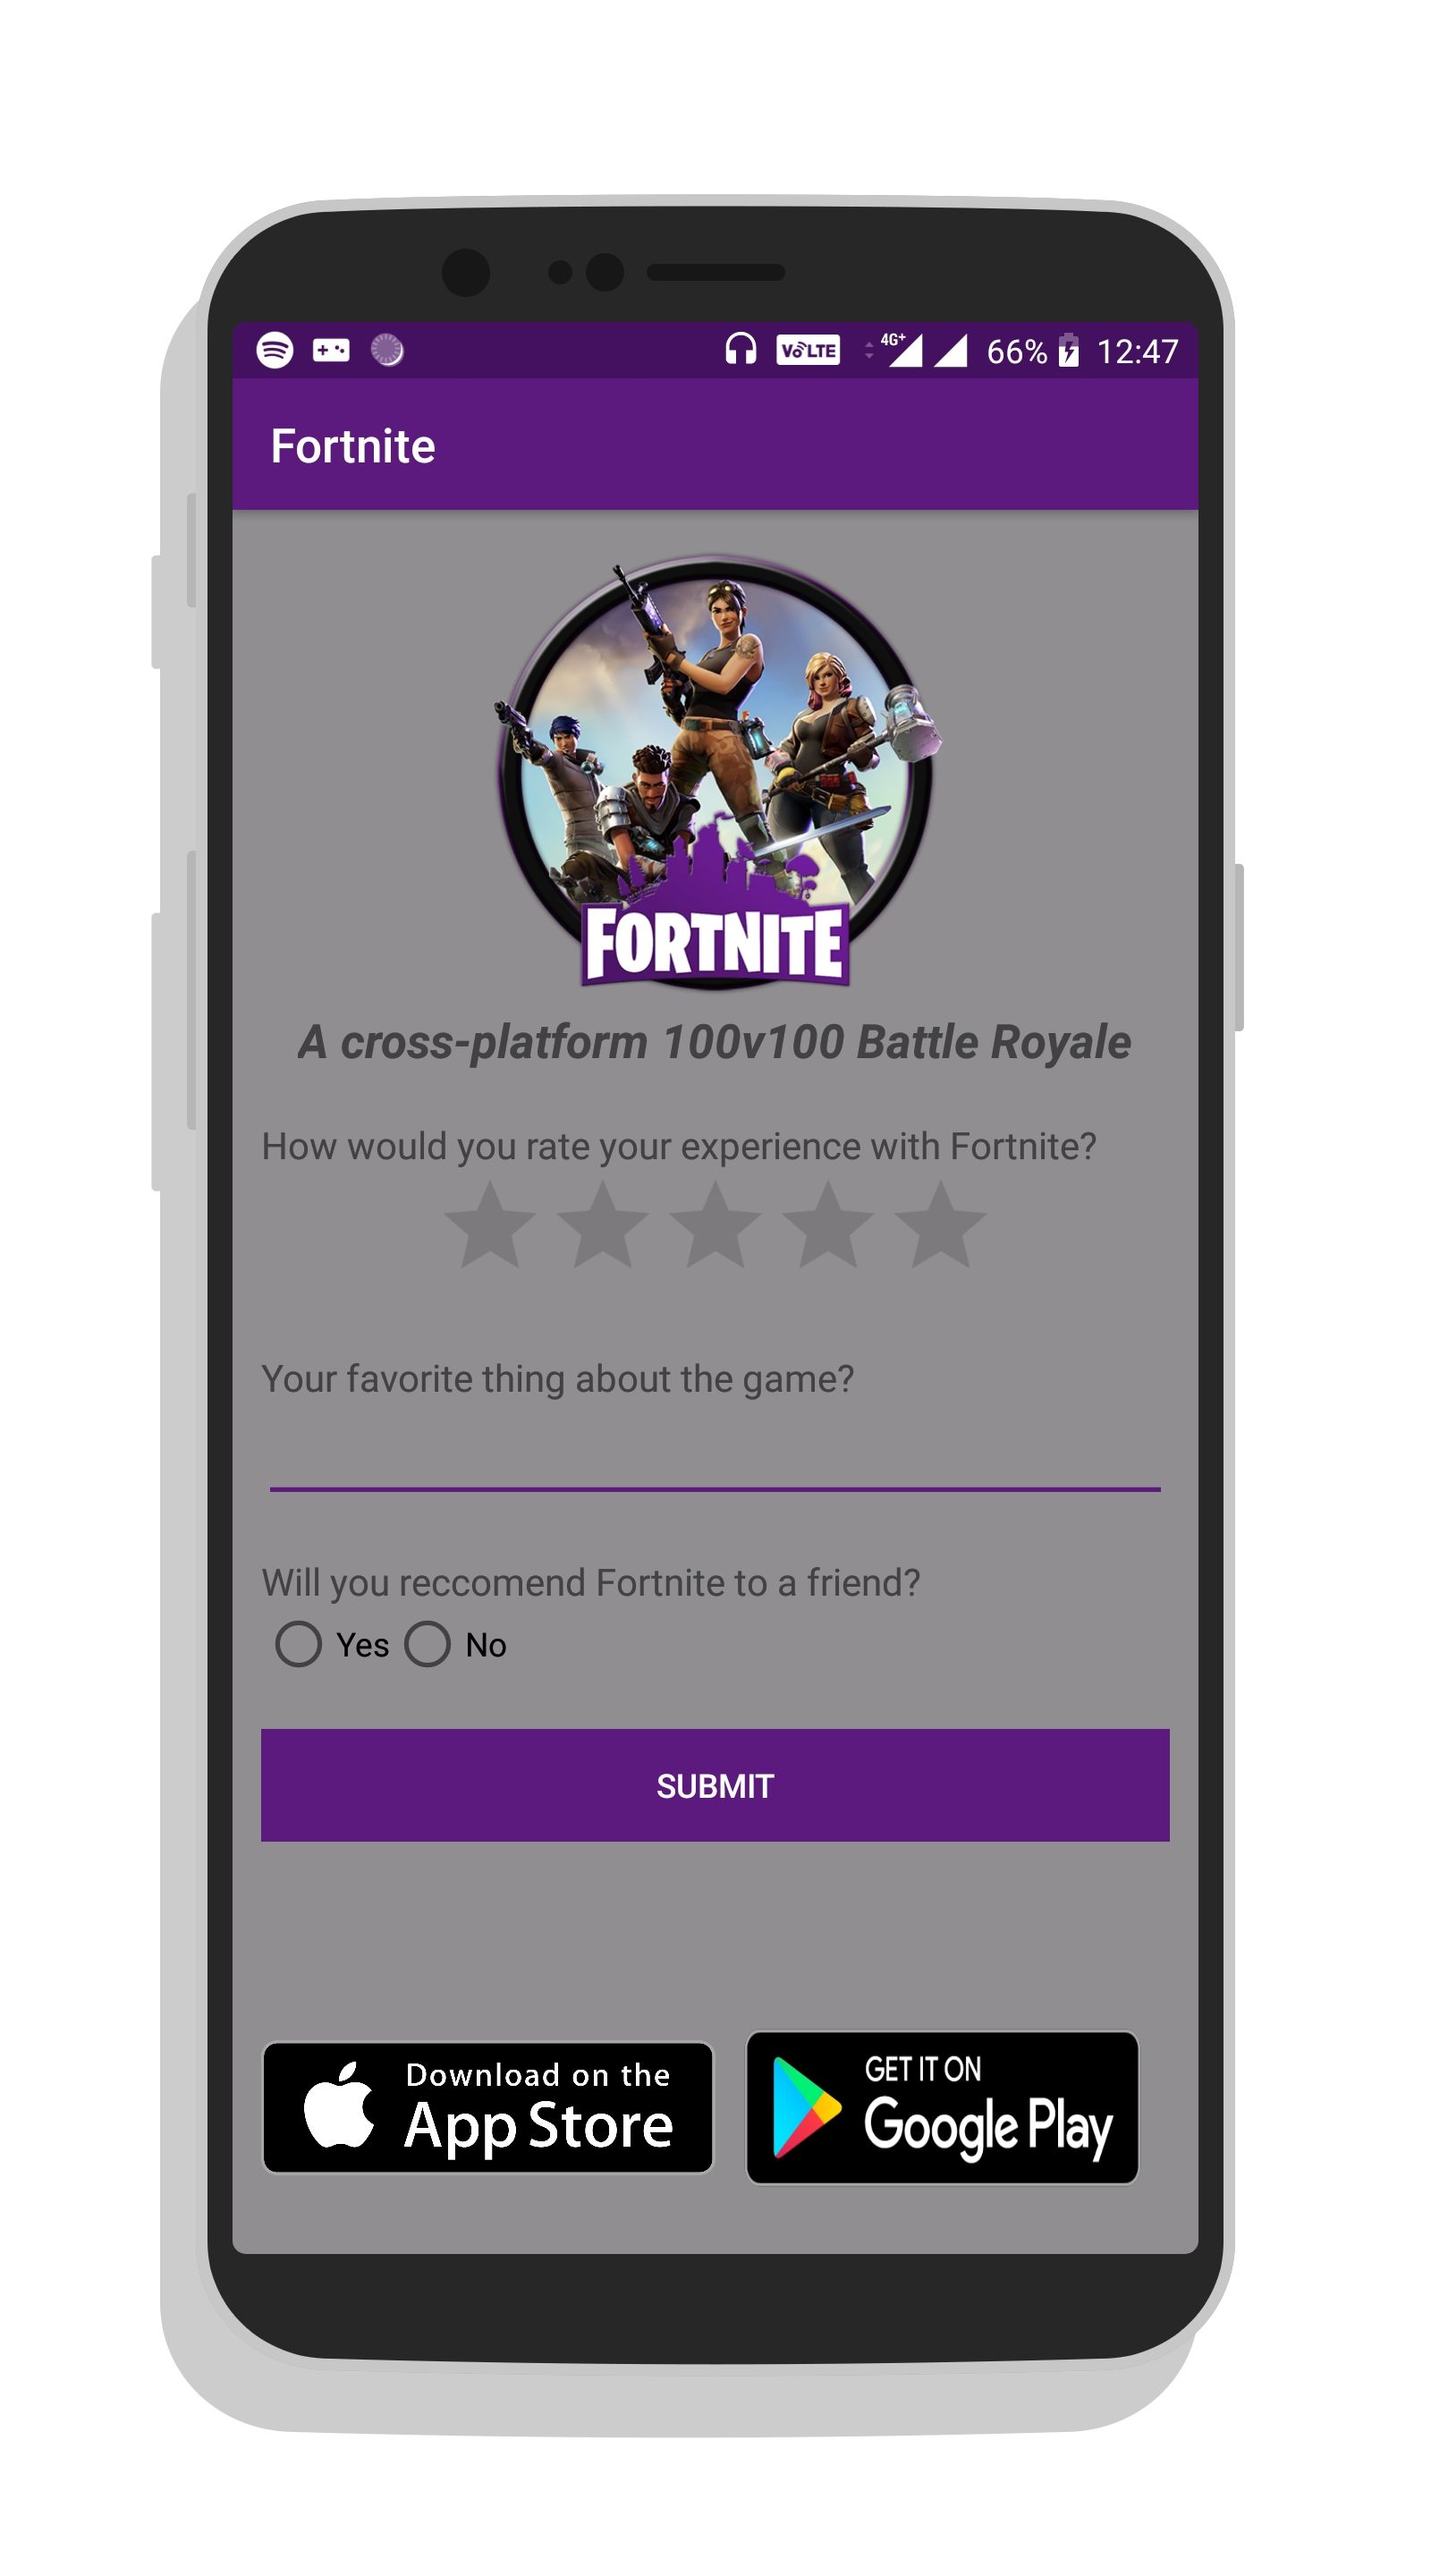 VoLTE 4G+ 66% 12:47
Fortnite
FORTNITE
A cross-platform 100v100 Battle Royale
How would you rate your experience with Fortnite?
Your favorite thing about the game?
Will you reccomend Fortnite to a friend?
Yes No
SUBMIT
Download on the
App Store
GET IT ON
Google Play